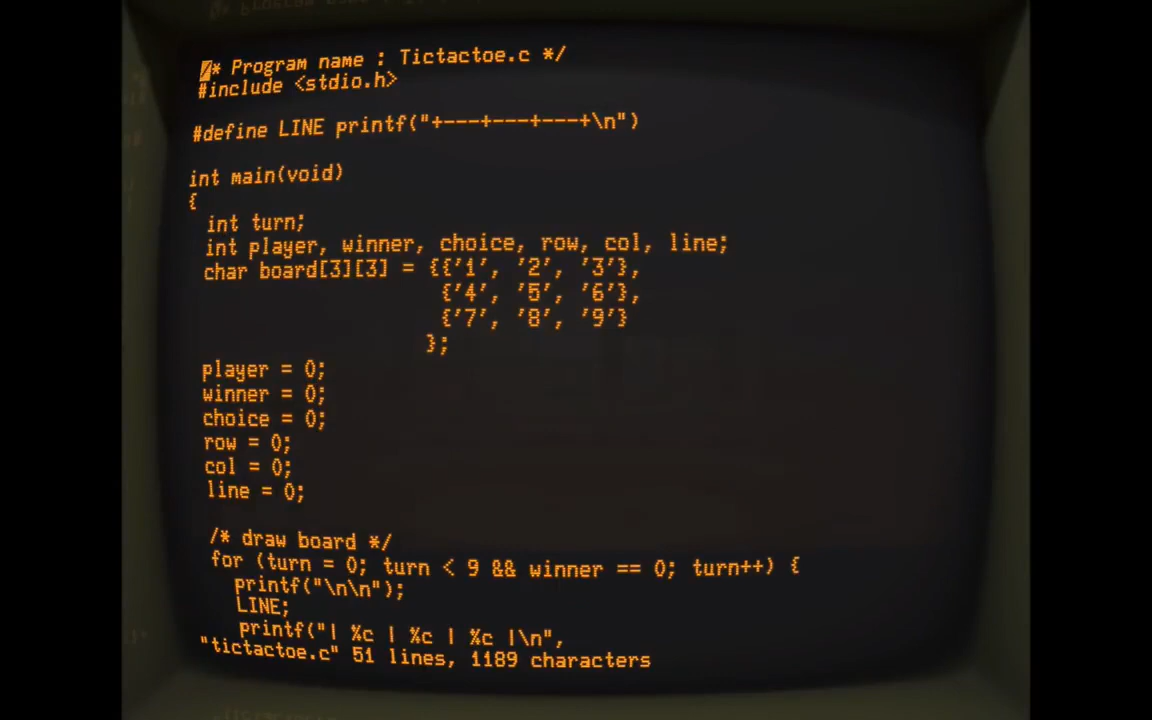 /* Program name : Tictactoe.c */
#include <stdio.h>
#define LINE printf("+---+---+---+\n")
int main(void)
{
int turn;
int player, winner, choice, row, col, line;
char board[3][3] = {{'1', '2', '3'},
{'4', '5', '6'},
{'7', '8', '9'}
};
player = 0;
winner = 0;
choice = 0;
row = 0;
col = 0;
line = 0;
/* draw board */
for (turn = 0; turn < 9 && winner == 0; turn++) {
printf("\n\n");
LINE;
printf("| %c | %c | %c |\n",
"tictactoe.c" 51 lines, 1189 characters